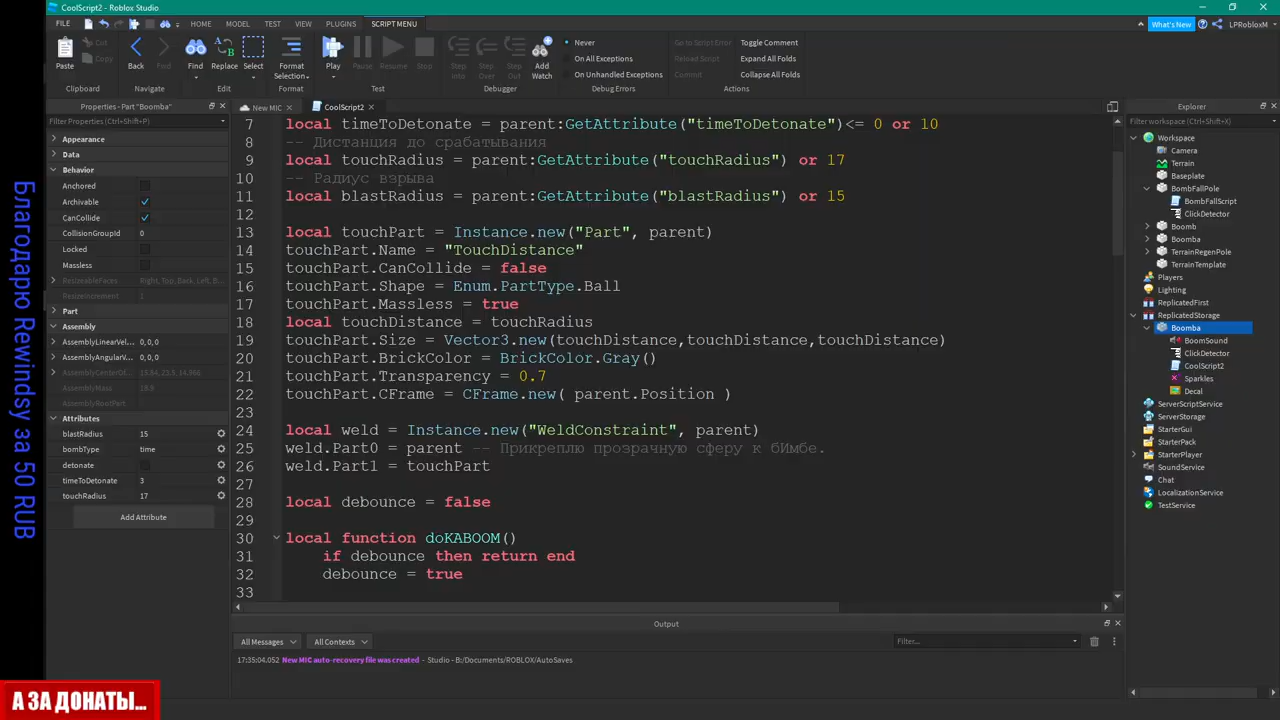 CoolScript2 - Roblox Studio
FILE
HOME
MODEL
TEST
VIEW
PLUGINS
SCRIPT MENU
What's New
LPRobloxM
Paste
Cut
Copy
Clipboard
Back
Find
Navigate
Find
Replace
Select
Edit
Format
Selection
Format
Play
Pause
Resume
Stop
Test
Step
Into
Step
Over
Step
Out
Add
Watch
Debugger
Never
On All Exceptions
On Unhandled Exceptions
Debug Errors
Go to Script Error
Reload Script
Commit
Toggle Comment
Expand All Folds
Collapse All Folds
Actions
Properties - Part "Boomba"
Filter Properties (Ctrl+Shift+P)
Appearance
Data
Behavior
Anchored
Archivable
CanCollide
CollisionGroupId 0
Locked
Massless
ResizeableFaces Right, Top, Back, Left, B...
ResizeIncrement 1
Part
Assembly
AssemblyLinearVel... 0, 0, 0
AssemblyAngularV... 0, 0, 0
AssemblyCenterOf...
AssemblyMass 18.9
AssemblyRootPart
Attributes
blastRadius 15
bombType time
detonate
timeToDetonate 3
touchRadius 17
Add Attribute
New MIC
CoolScript2
7 local timeToDetonate = parent:GetAttribute("timeToDetonate")<= 0 or 10
8 -- Дистанция до срабатывания
9 local touchRadius = parent:GetAttribute("touchRadius") or 17
10 -- Радиус взрыва
11 local blastRadius = parent:GetAttribute("blastRadius") or 15
12
13 local touchPart = Instance.new("Part", parent)
14 touchPart.Name = "TouchDistance"
15 touchPart.CanCollide = false
16 touchPart.Shape = Enum.PartType.Ball
17 touchPart.Massless = true
18 local touchDistance = touchRadius
19 touchPart.Size = Vector3.new(touchDistance,touchDistance,touchDistance)
20 touchPart.BrickColor = BrickColor.Gray()
21 touchPart.Transparency = 0.7
22 touchPart.CFrame = CFrame.new( parent.Position )
23
24 local weld = Instance.new("WeldConstraint", parent)
25 weld.Part0 = parent -- Прикреплю прозрачную сферу к бИмбе.
26 weld.Part1 = touchPart
27
28 local debounce = false
29
30 local function doKABOOM()
31 if debounce then return end
32 debounce = true
33
Output
All Messages
All Contexts
Filter...
17:35:04.052 New MIC auto-recovery file was created - Studio - B:/Documents/ROBLOX/AutoSaves
Explorer
Filter workspace (Ctrl+Shift+X)
Workspace
Camera
Terrain
Baseplate
BombFallPole
BombFallScript
ClickDetector
Boomb
Boomba
TerrainRegenPole
TerrainTemplate
Players
Lighting
ReplicatedFirst
ReplicatedStorage
Boomba
BoomSound
ClickDetector
CoolScript2
Sparkles
Decal
ServerScriptService
ServerStorage
StarterGui
StarterPack
StarterPlayer
SoundService
Chat
LocalizationService
TestService
Благодарю Rewindsy за 50 RUB
А ЗА ДОНАТЫ...